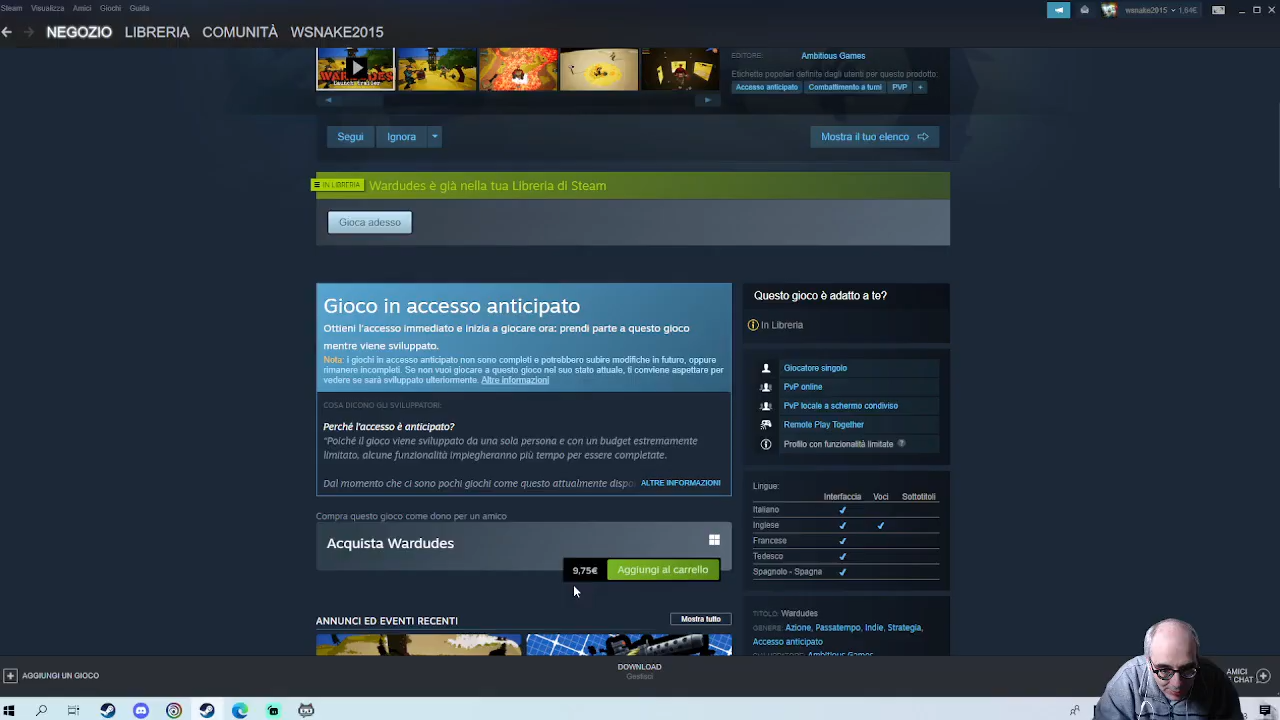 Steam Visualizza Amici Giochi Guida
wsnake2015 1,64€
NEGOZIO LIBRERIA COMUNITÀ WSNAKE2015
WARDUDES
Launch Trailer
EDITORE: Ambitious Games
Etichette popolari definite dagli utenti per questo prodotto:
Accesso anticipato Combattimento a turni PVP +
Segui Ignora Mostra il tuo elenco
IN LIBRERIA Wardudes è già nella tua Libreria di Steam
Gioca adesso
Gioco in accesso anticipato
Ottieni l'accesso immediato e inizia a giocare ora: prendi parte a questo gioco
mentre viene sviluppato.
Nota: i giochi in accesso anticipato non sono completi e potrebbero subire modifiche in futuro, oppure
rimanere incompleti. Se non vuoi giocare a questo gioco nel suo stato attuale, ti conviene aspettare per
vedere se sarà sviluppato ulteriormente. Altre informazioni
COSA DICONO GLI SVILUPPATORI:
Perché l'accesso è anticipato?
"Poiché il gioco viene sviluppato da una sola persona e con un budget estremamente
limitato, alcune funzionalità impiegheranno più tempo per essere completate.
Dal momento che ci sono pochi giochi come questo attualmente dispo ALTRE INFORMAZIONI
Compra questo gioco come dono per un amico
Acquista Wardudes
9,75€ Aggiungi al carrello
ANNUNCI ED EVENTI RECENTI Mostra tutto
Questo gioco è adatto a te?
In Libreria
Giocatore singolo
PvP online
PvP locale a schermo condiviso
Remote Play Together
Profilo con funzionalità limitate ?
Lingue:
Interfaccia Voci Sottotitoli
Italiano ✔
Inglese ✔ ✔
Francese ✔
Tedesco ✔
Spagnolo - Spagna ✔
TITOLO: Wardudes
GENERE: Azione, Passatempo, Indie, Strategia,
Accesso anticipato
Ambitious Games
+ AGGIUNGI UN GIOCO
DOWNLOAD
Gestisci
AMICI
CHAT